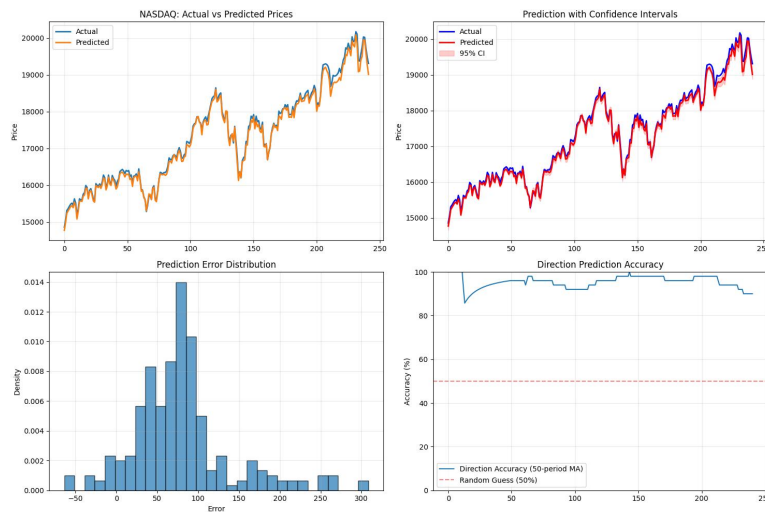 NASDAQ: Actual vs Predicted Prices
Actual
Predicted
Price
20000
19000
18000
17000
16000
15000
0 50 100 150 200 250
Prediction with Confidence Intervals
Actual
Predicted
95% CI
Price
20000
19000
18000
17000
16000
15000
0 50 100 150 200 250
Prediction Error Distribution
Density
0.014
0.012
0.010
0.008
0.006
0.004
0.002
0.000
−50 0 50 100 150 200 250 300
Error
Direction Prediction Accuracy
Accuracy (%)
100
80
60
40
20
0
Direction Accuracy (50-period MA)
Random Guess (50%)
0 50 100 150 200 250